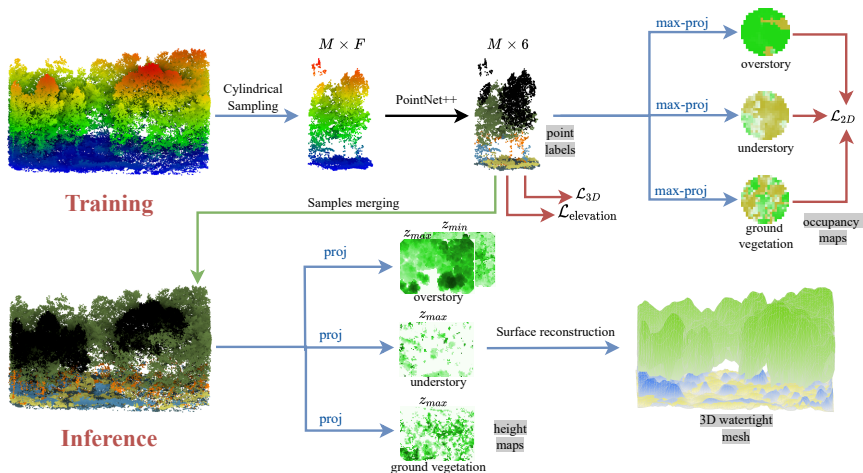 M × F
M × 6
max-proj
overstory
Cylindrical
Sampling
PointNet++
max-proj
understory
L2D
point
labels
max-proj
ground
vegetation
occupancy
maps
Training
Samples merging
L3D
Lelevation
zmin
zmax
proj
overstory
zmax
proj
understory
Surface reconstruction
zmax
proj
ground vegetation
height
maps
3D watertight
mesh
Inference